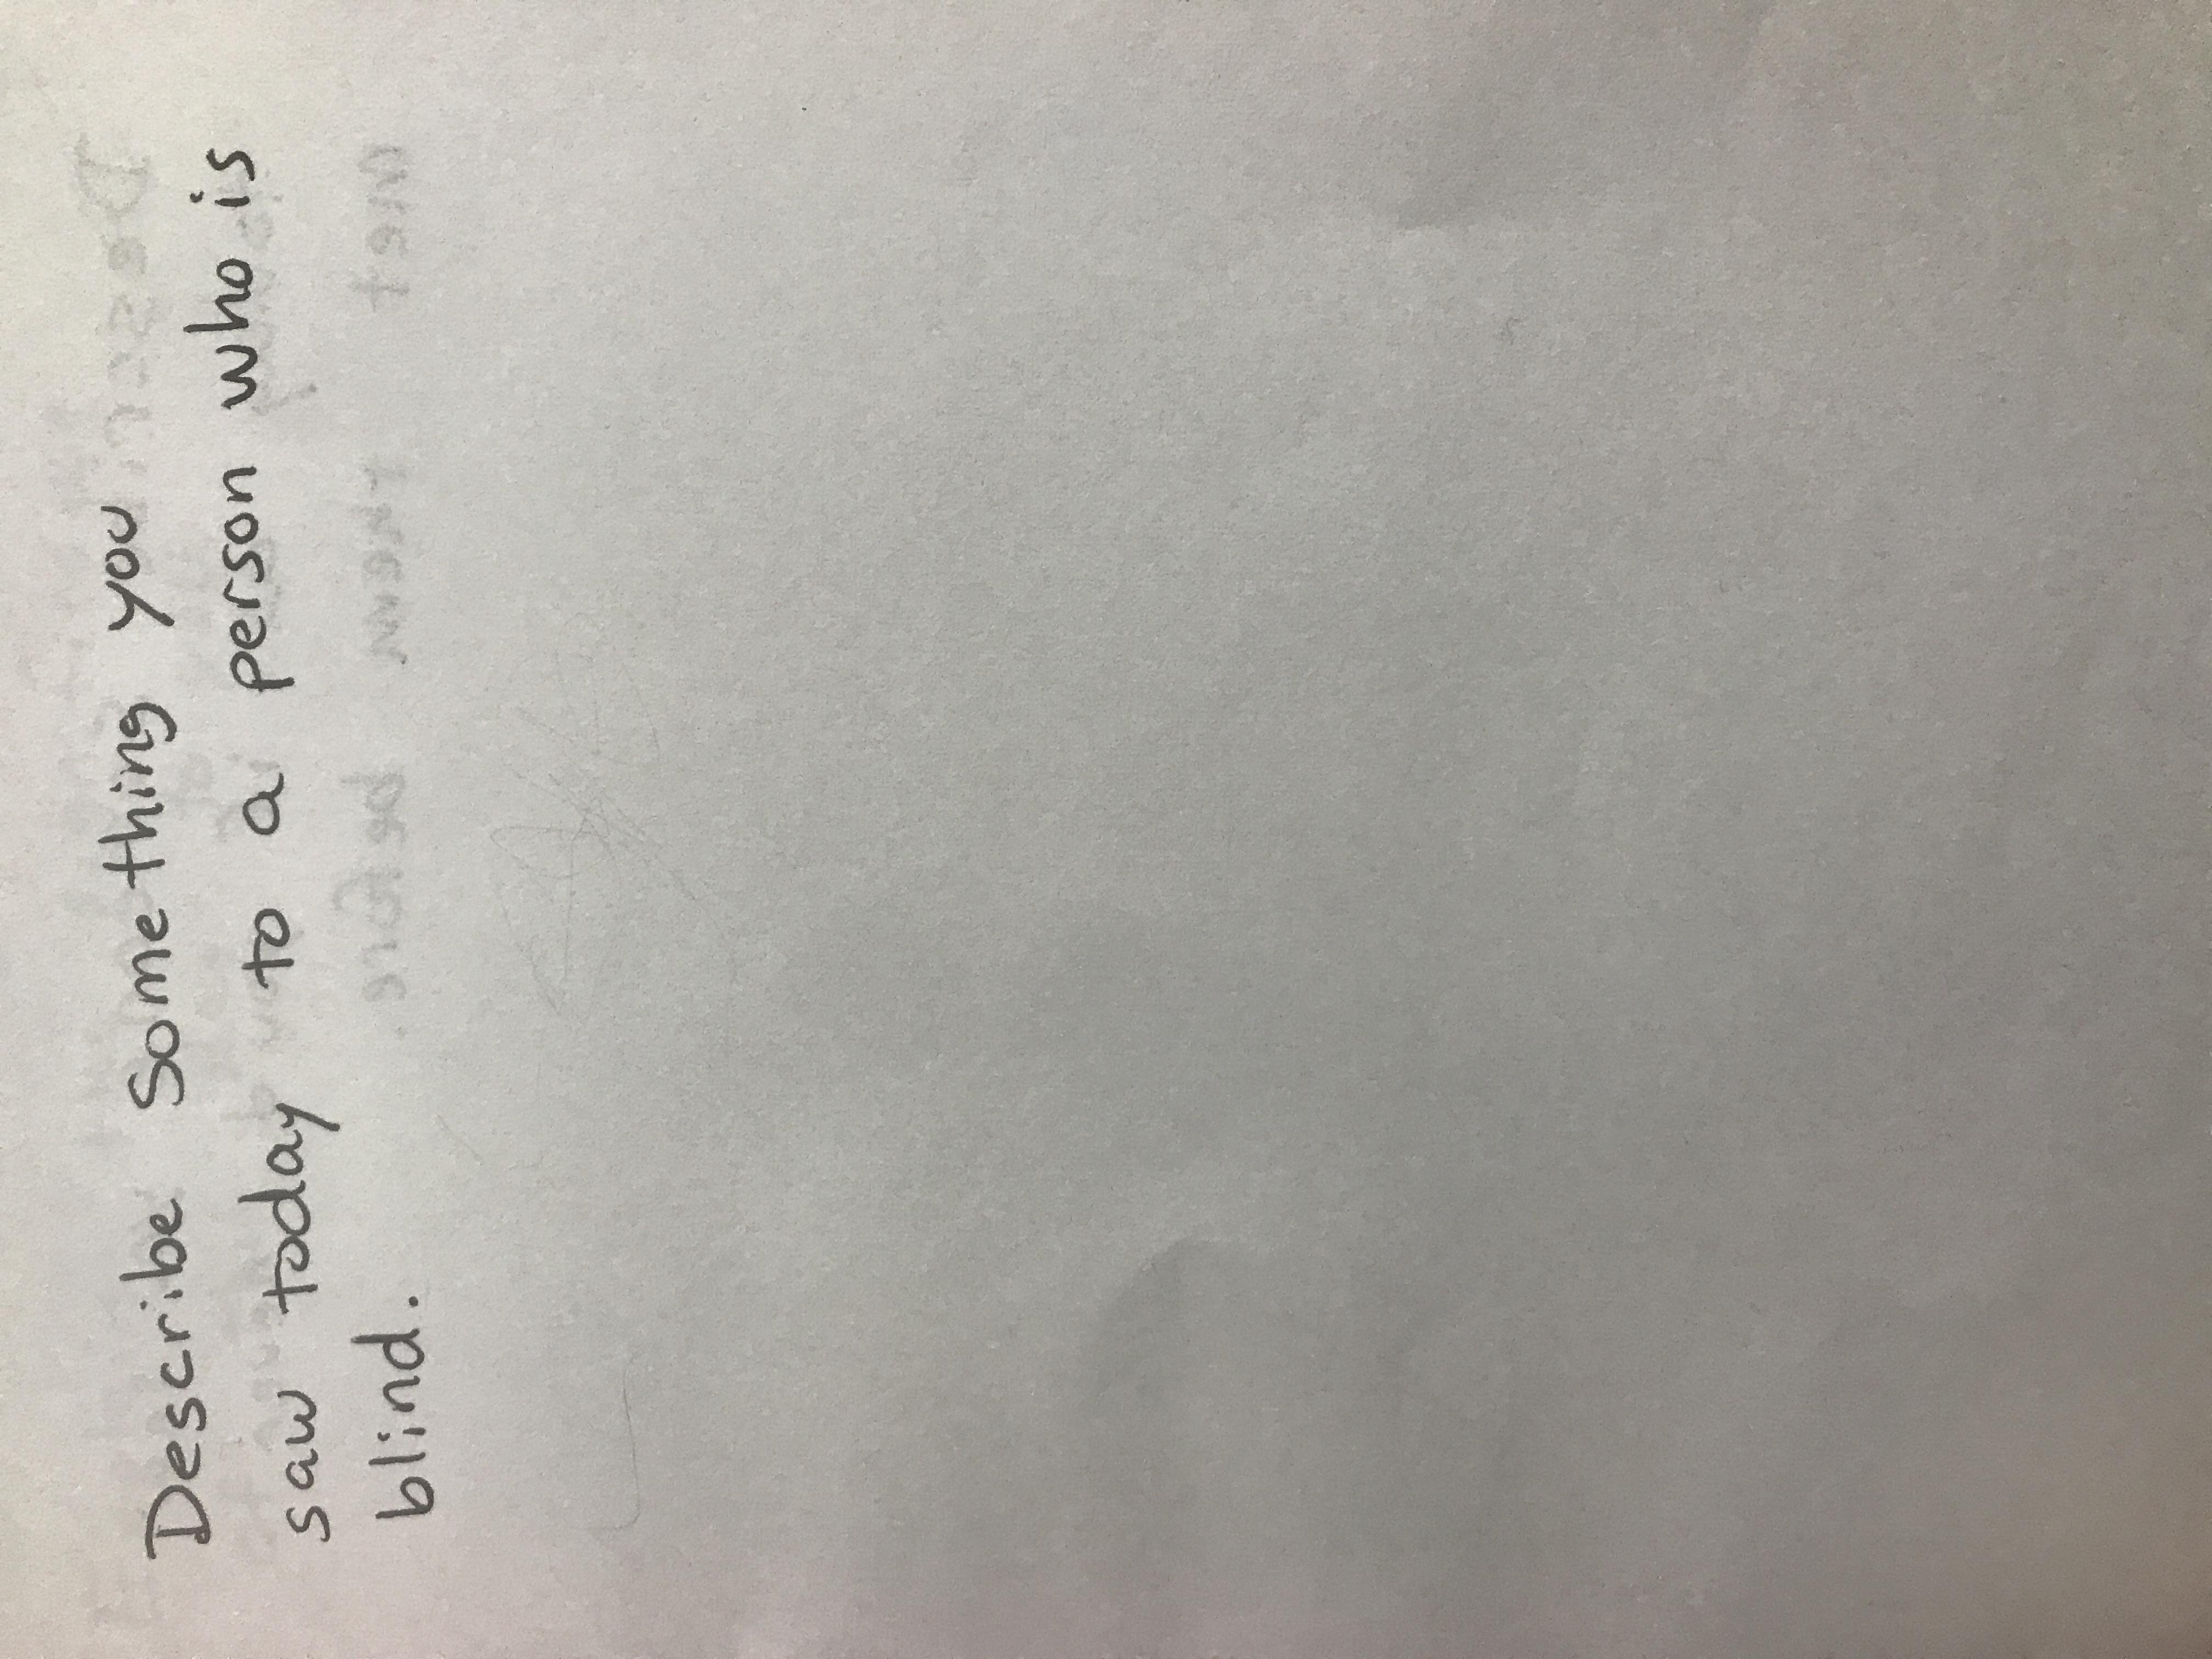 Describe something you
saw today to a person who is
blind.